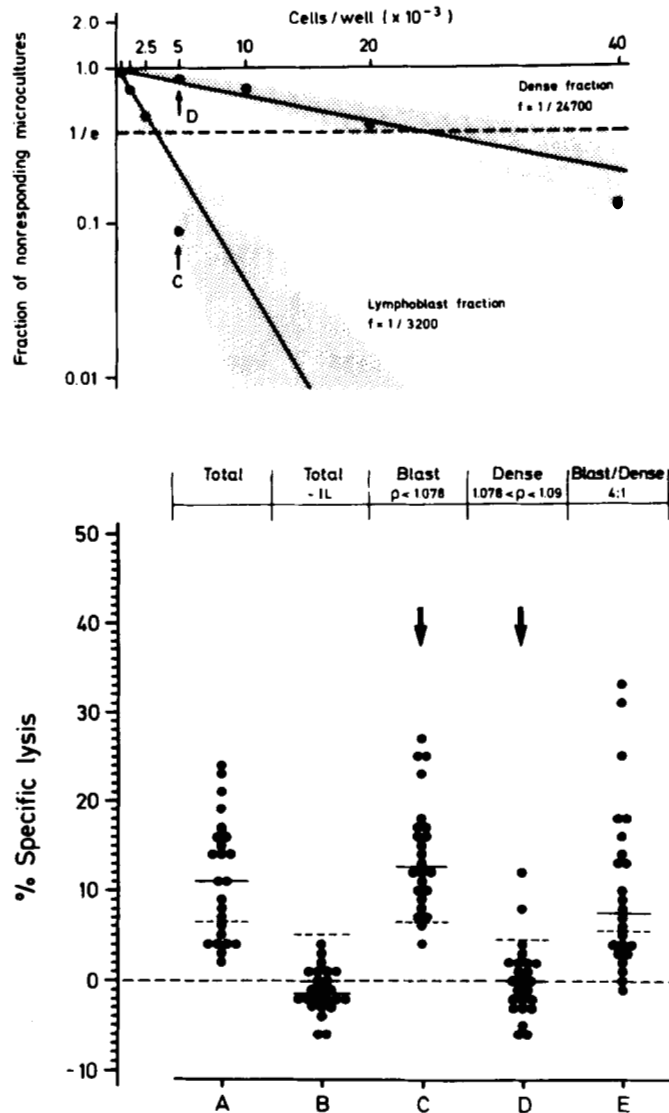 Cells/well (x 10⁻³)
2.5 5 10 20 40
2.0
1.0
1/e
0.1
0.01
Fraction of nonresponding microcultures
Dense fraction
f = 1 / 24700
D
C
Lymphoblast fraction
f = 1 / 3200
Total Total Blast Dense Blast/Dense
- IL ρ < 1.078 1.078 < ρ < 1.09 4:1
50
40
30
20
10
0
-10
% Specific lysis
A B C D E